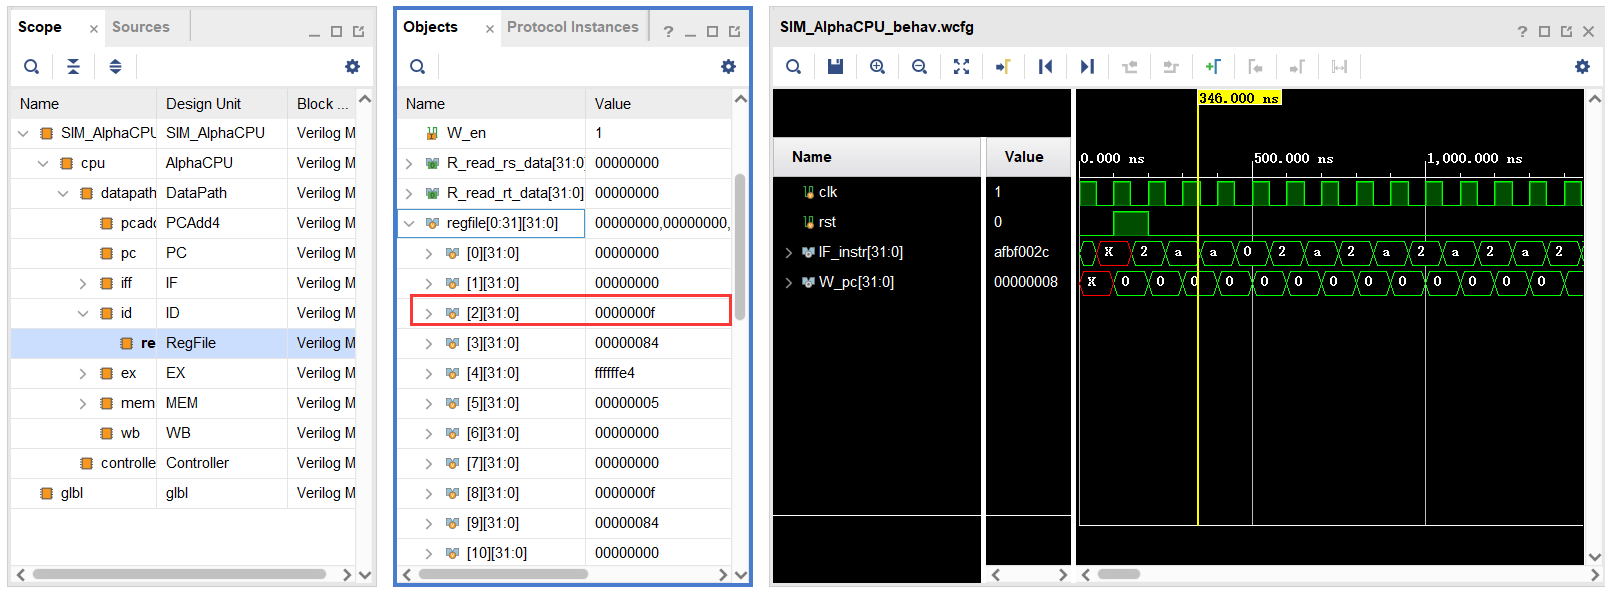 Scope × Sources
Name Design Unit Block ...
SIM_AlphaCPU SIM_AlphaCPU Verilog M
cpu AlphaCPU Verilog M
datapath DataPath Verilog M
pcadd PCAdd4 Verilog M
pc PC Verilog M
iff IF Verilog M
id ID Verilog M
re RegFile Verilog M
ex EX Verilog M
mem MEM Verilog M
wb WB Verilog M
controlle Controller Verilog M
glbl glbl Verilog M
Objects × Protocol Instances ?
Name Value
W_en 1
R_read_rs_data[31:0] 00000000
R_read_rt_data[31:0] 00000000
regfile[0:31][31:0] 00000000,00000000,
[0][31:0] 00000000
[1][31:0] 00000000
[2][31:0] 0000000f
[3][31:0] 00000084
[4][31:0] ffffffe4
[5][31:0] 00000005
[6][31:0] 00000000
[7][31:0] 00000000
[8][31:0] 0000000f
[9][31:0] 00000084
[10][31:0] 00000000
SIM_AlphaCPU_behav.wcfg ?
346.000 ns
Name Value 0.000 ns 500.000 ns 1,000.000 ns
clk 1
rst 0
IF_instr[31:0] afbf002c X 2 a a 0 2 a 2 a 2 a 2 a 2
W_pc[31:0] 00000008 X 0 0 0 0 0 0 0 0 0 0 0 0